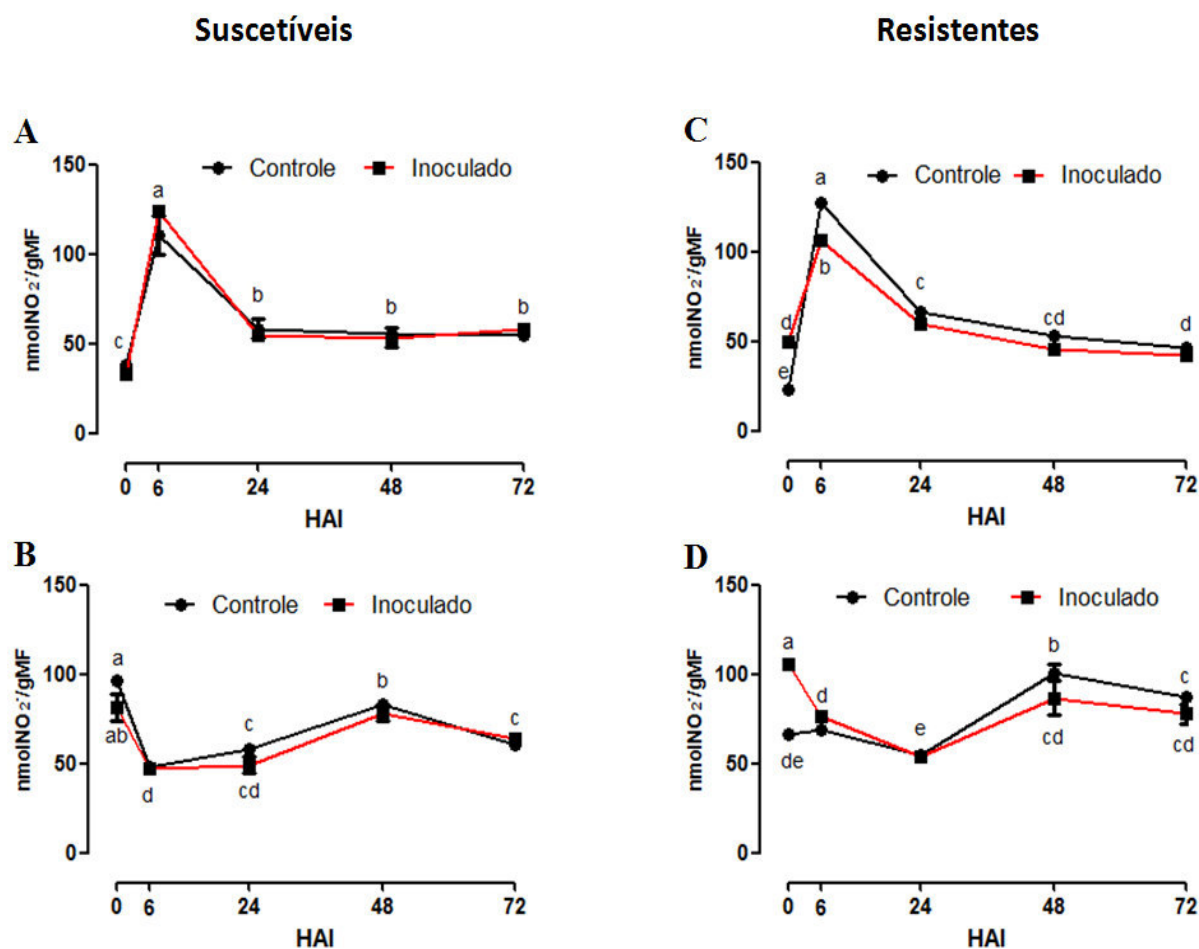 Suscetíveis
Resistentes
A
150
100
50
0
nmolNO₂⁻/gMF
Controle
Inoculado
a
c
b
b
b
0 6 24 48 72
HAI
C
150
100
50
0
nmolNO₂⁻/gMF
Controle
Inoculado
a
b
c
cd
d
d
e
0 6 24 48 72
HAI
B
150
100
50
0
nmolNO₂⁻/gMF
Controle
Inoculado
a
ab
d
c
cd
b
c
0 6 24 48 72
HAI
D
150
100
50
0
nmolNO₂⁻/gMF
Controle
Inoculado
a
d
de
e
b
cd
c
cd
0 6 24 48 72
HAI